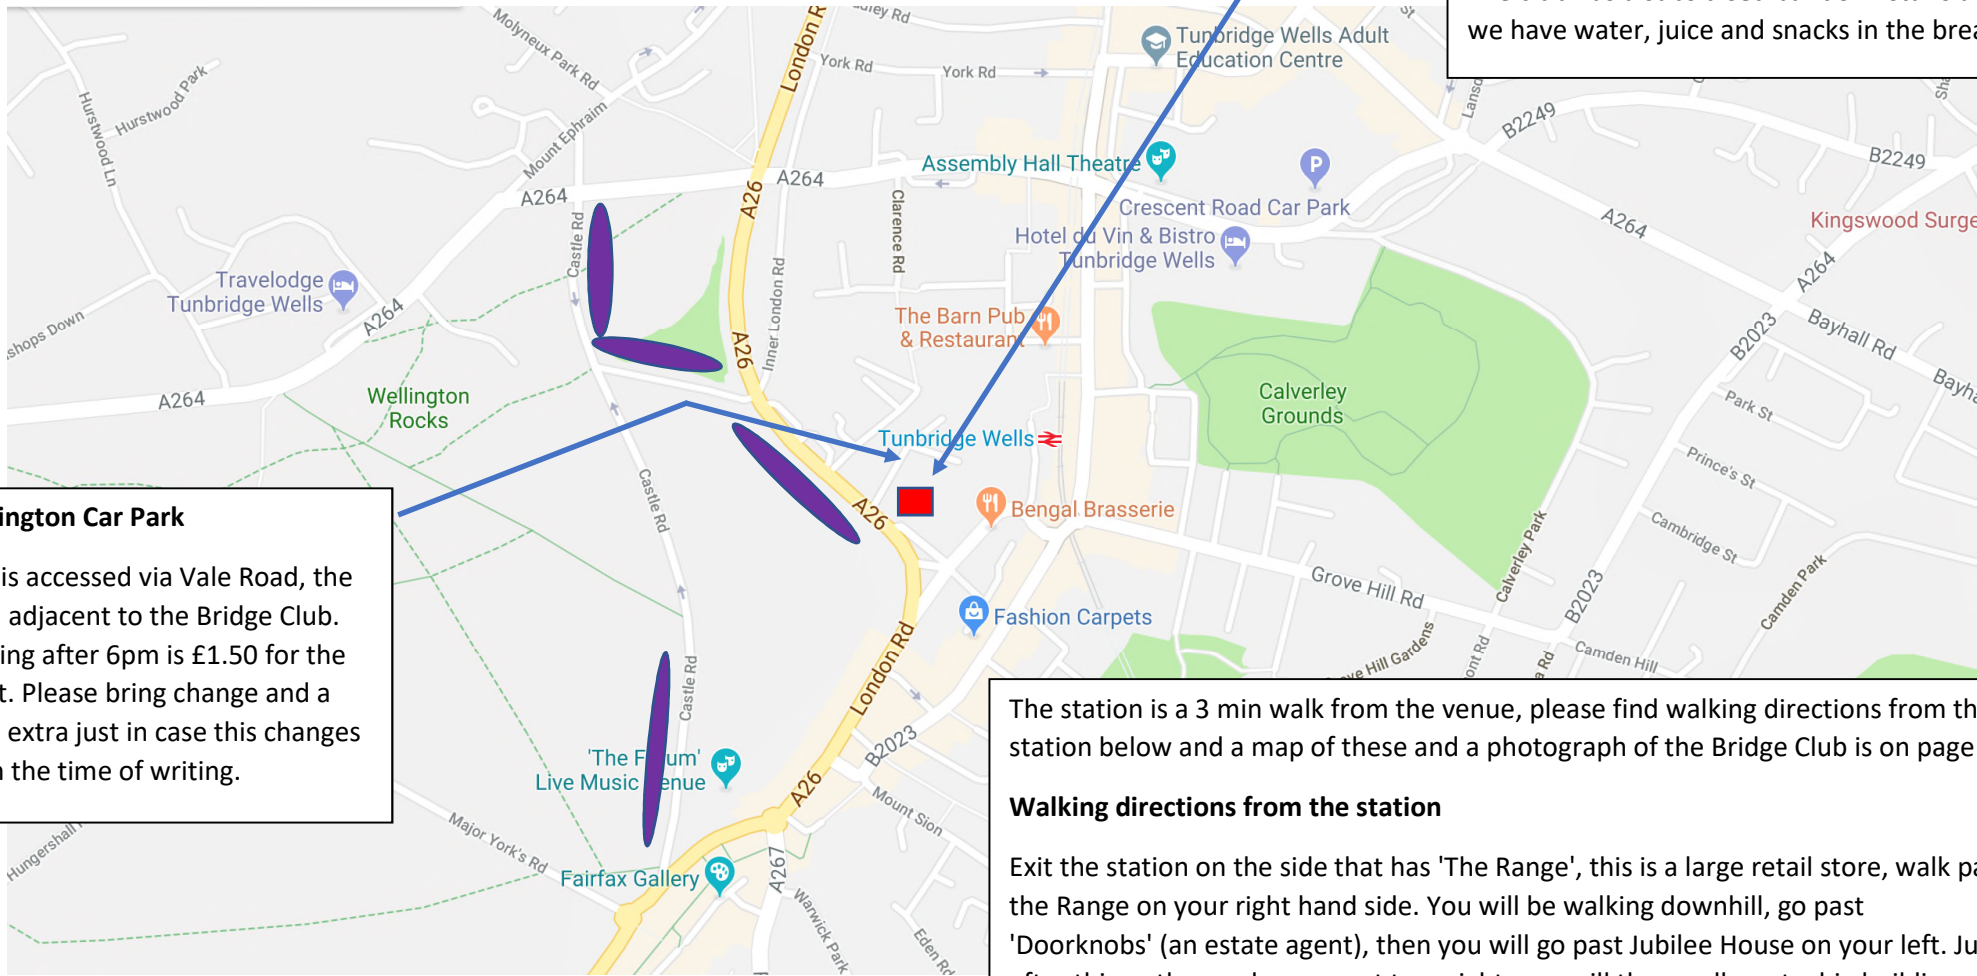 we have water, juice and snacks in the
Molyneux Park Rd
London R
York Rd
York Rd
Tunbridge Wells Adult
Education Centre
Hurstwood Ln
Hurstwood Park
Mount Ephraim
B2249
B2249
Assembly Hall Theatre
A264
A264
A26
Castle Rd
Clarence Rd
Inner London Rd
Crescent Road Car Park
Hotel du Vin & Bistro
Tunbridge Wells
A264
Kingswood
A264
Travelodge
Tunbridge Wells
A264
The Barn Pub
& Restaurant
A26
B2023
Bayhall Rd
A264
Wellington
Rocks
Calverley
Grounds
Park St
Tunbridge Wells
Prince's St
Castle Rd
A26
Bengal Brasserie
Cambridge St
Calverley Park
Camden Park
Grove Hill Rd
B2023
Fashion Carpets
Camden Hill
Hill Gardens
ington Car Park
is accessed via Vale Road, the
adjacent to the Bridge Club.
ing after 6pm is £1.50 for the
t. Please bring change and a
extra just in case this changes
the time of writing.
London Rd
Castle Rd
B2023
'The F um'
Live Music enue
A26
Mount Sion
Major York's Rd
Fairfax Gallery
A267
Warwick Park
Eden Rd
The station is a 3 min walk from the venue, please find walking directions from th
station below and a map of these and a photograph of the Bridge Club is on page
Walking directions from the station
Exit the station on the side that has 'The Range', this is a large retail store, walk pa
the Range on your right hand side. You will be walking downhill, go past
'Doorknobs' (an estate agent), then you will go past Jubilee House on your left. Ju